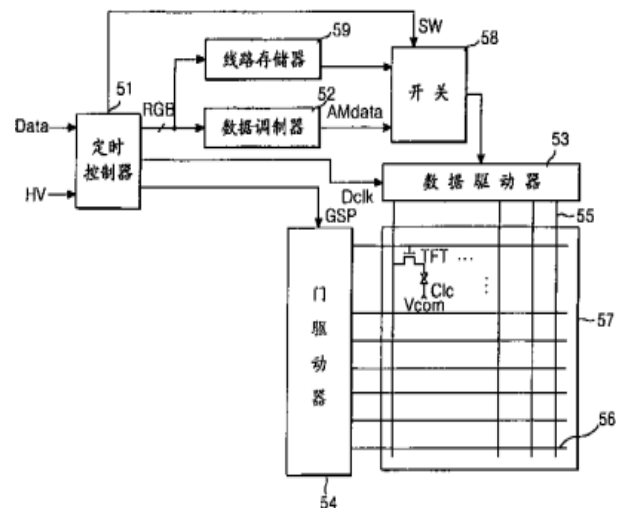 59
SW
58
线路存储器
51
RGB
52
AMdata
开关
Data
数据调制器
定时
控制器
53
HV
Dclk
数据驱动器
GSP
55
TFT
Clc
Vcom
57
门
驱
动
器
56
54